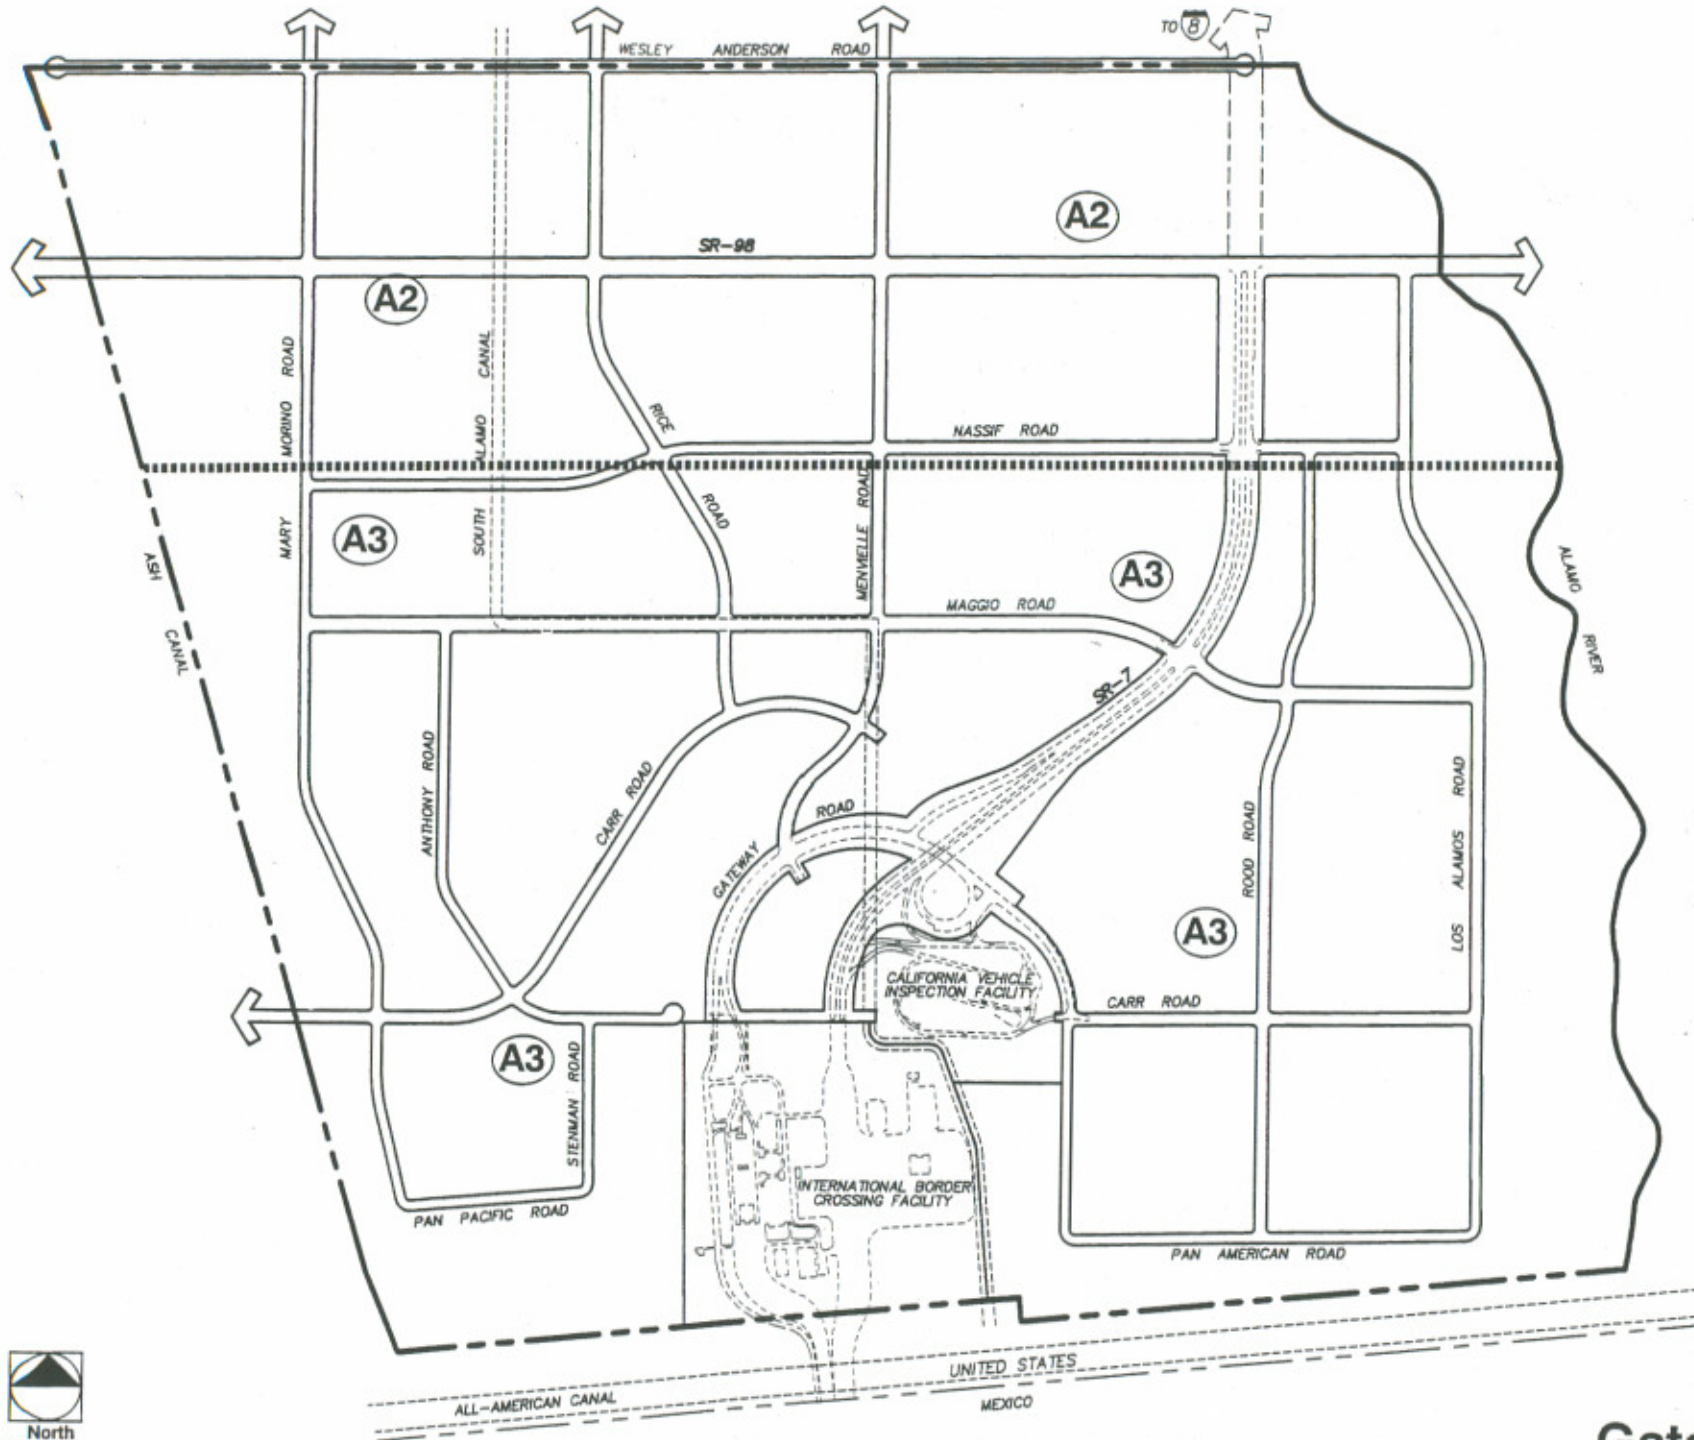 TO 8
WESLEY ANDERSON ROAD
A2
SR-98
A2
MARY MORINO ROAD
SOUTH ALAMO CANAL
RICE ROAD
NASSIF ROAD
A3
MENVIELLE ROAD
A3
ASH CANAL
ALAMO RIVER
MAGGIO ROAD
SR-7
ANTHONY ROAD
CARR ROAD
GATEWAY ROAD
ROOD ROAD
LOS ALAMOS ROAD
A3
CALIFORNIA VEHICLE
INSPECTION FACILITY
CARR ROAD
A3
STENMAN ROAD
INTERNATIONAL BORDER
CROSSING FACILITY
PAN PACIFIC ROAD
PAN AMERICAN ROAD
UNITED STATES
ALL-AMERICAN CANAL
MEXICO
North